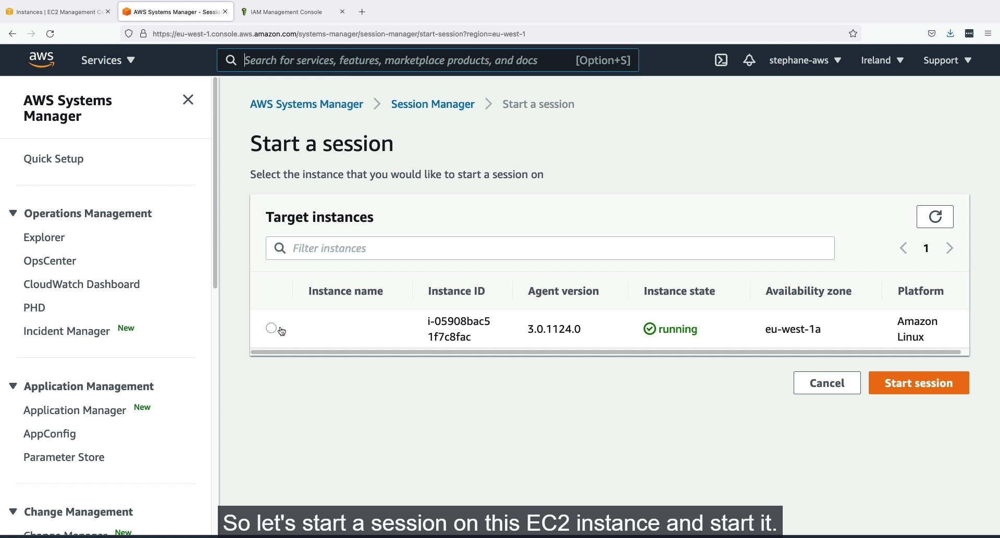 Instances | EC2 Management Co
AWS Systems Manager - Session
IAM Management Console
https://eu-west-1.console.aws.amazon.com/systems-manager/session-manager/start-session?region=eu-west-1
aws
Services
Search for services, features, marketplace products, and docs
[Option+S]
stephane-aws
Ireland
Support
AWS Systems
Manager
Quick Setup
Operations Management
Explorer
OpsCenter
CloudWatch Dashboard
PHD
Incident Manager New
Application Management
Application Manager New
AppConfig
Parameter Store
Change Management
Change Manager New
AWS Systems Manager > Session Manager > Start a session
Start a session
Select the instance that you would like to start a session on
Target instances
Filter instances
1
Instance name Instance ID Agent version Instance state Availability zone Platform
i-05908bac5
1f7c8fac
3.0.1124.0
running
eu-west-1a
Amazon
Linux
Cancel
Start session
So let's start a session on this EC2 instance and start it.